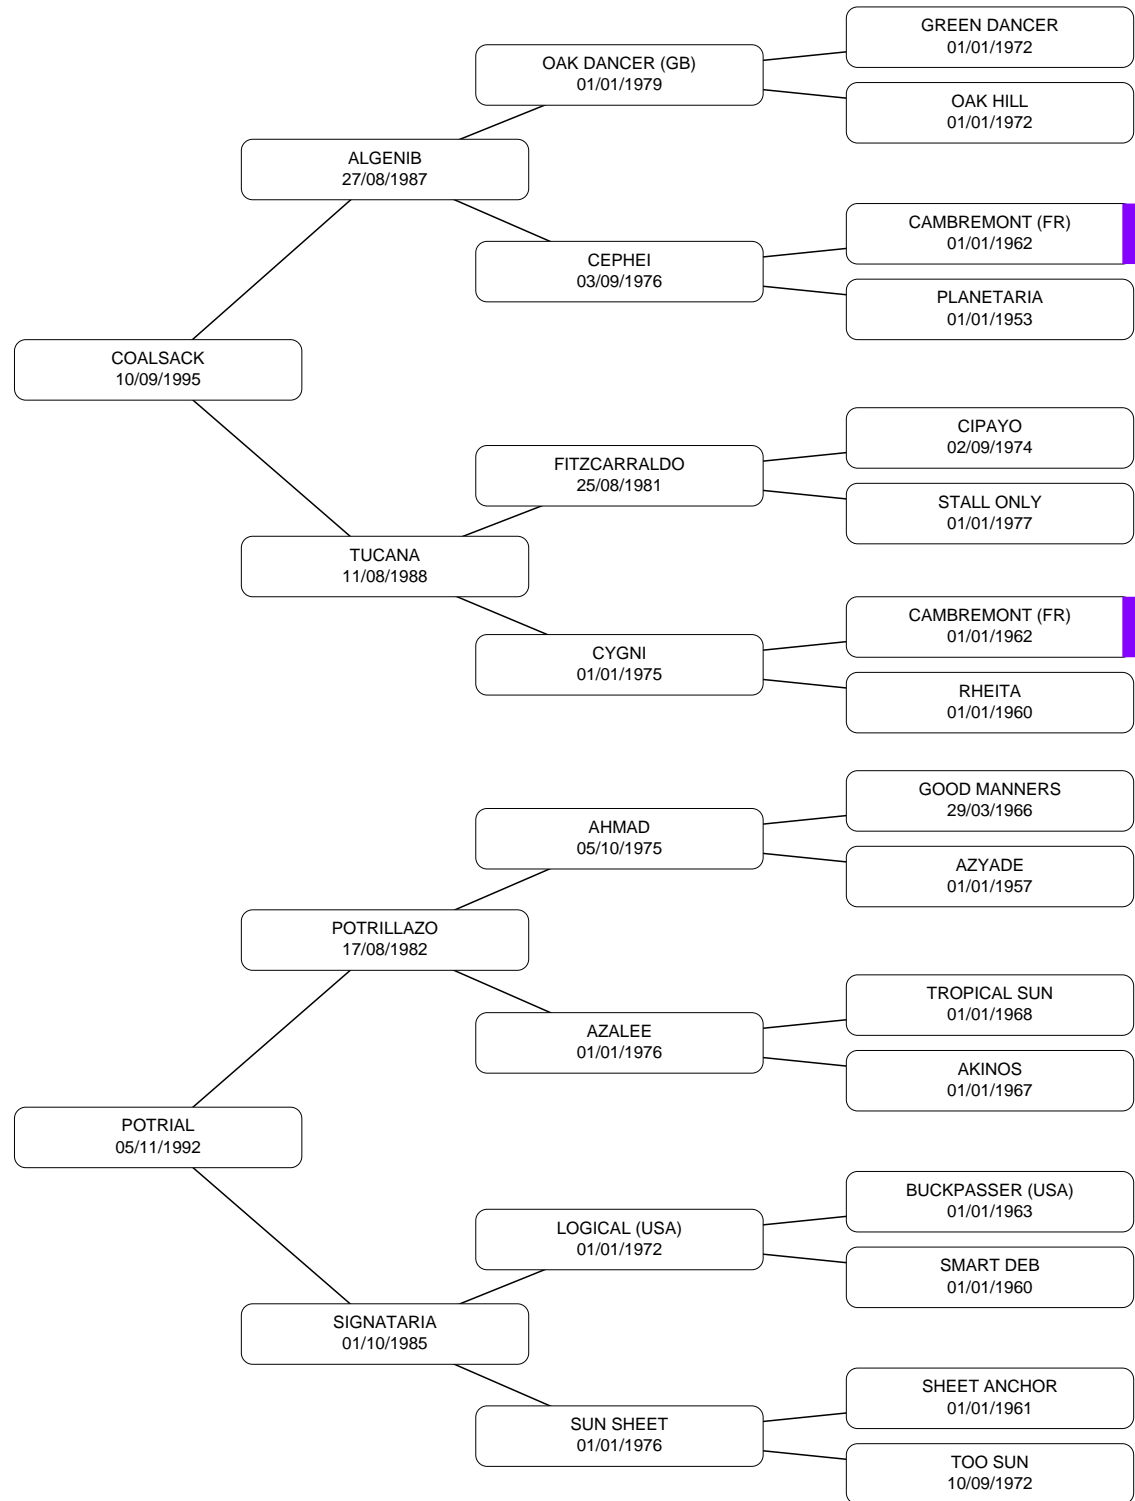 GREEN DANCER
01/01/1972
OAK DANCER (GB)
01/01/1979
OAK HILL
01/01/1972
ALGENIB
27/08/1987
CAMBREMONT (FR)
01/01/1962
CEPHEI
03/09/1976
PLANETARIA
01/01/1953
COALSACK
10/09/1995
CIPAYO
02/09/1974
FITZCARRALDO
25/08/1981
STALL ONLY
01/01/1977
TUCANA
11/08/1988
CAMBREMONT (FR)
01/01/1962
CYGNI
01/01/1975
RHEITA
01/01/1960
GOOD MANNERS
29/03/1966
AHMAD
05/10/1975
AZYADE
01/01/1957
POTRILLAZO
17/08/1982
TROPICAL SUN
01/01/1968
AZALEE
01/01/1976
AKINOS
01/01/1967
POTRIAL
05/11/1992
BUCKPASSER (USA)
01/01/1963
LOGICAL (USA)
01/01/1972
SMART DEB
01/01/1960
SIGNATARIA
01/10/1985
SHEET ANCHOR
01/01/1961
SUN SHEET
01/01/1976
TOO SUN
10/09/1972